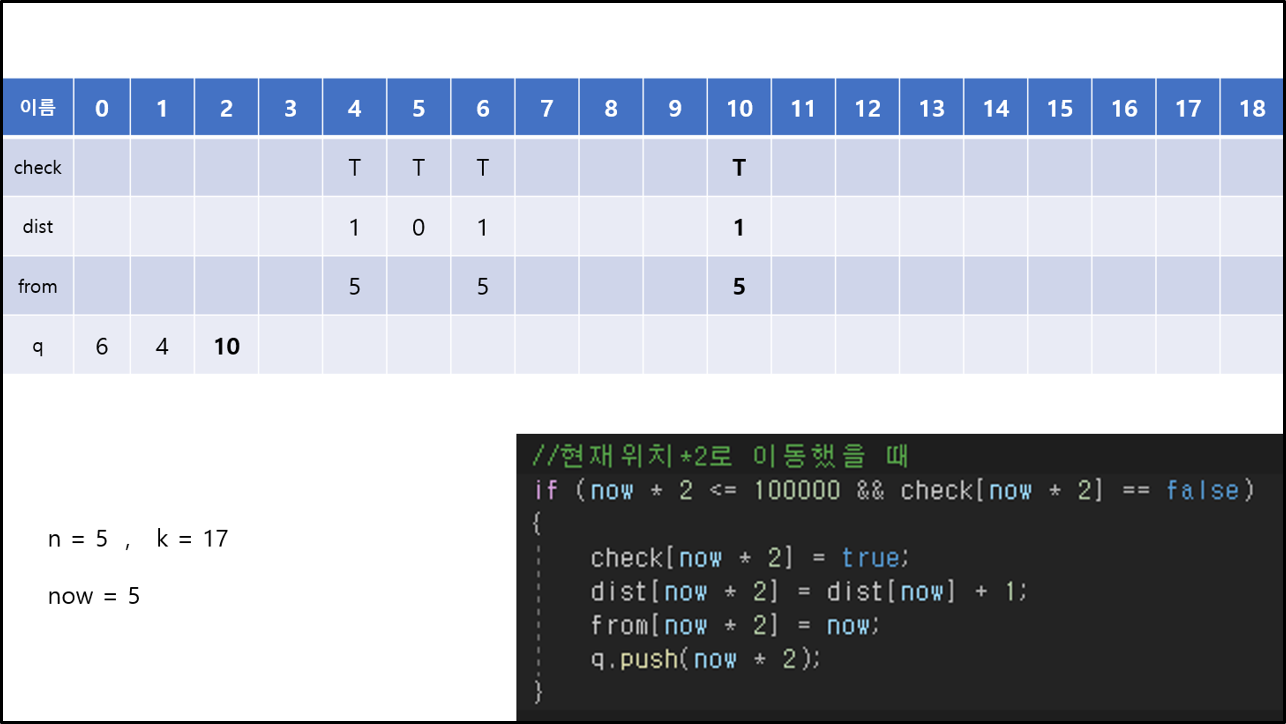 이름 0 1 2 3 4 5 6 7 8 9 10 11 12 13 14 15 16 17 18
check T T T T
dist 1 0 1 1
from 5 5 5
q 6 4 10
n = 5 , k = 17
now = 5
//현재위치*2로 이동했을 때
if (now * 2 <= 100000 && check[now * 2] == false)
{
check[now * 2] = true;
dist[now * 2] = dist[now] + 1;
from[now * 2] = now;
q.push(now * 2);
}